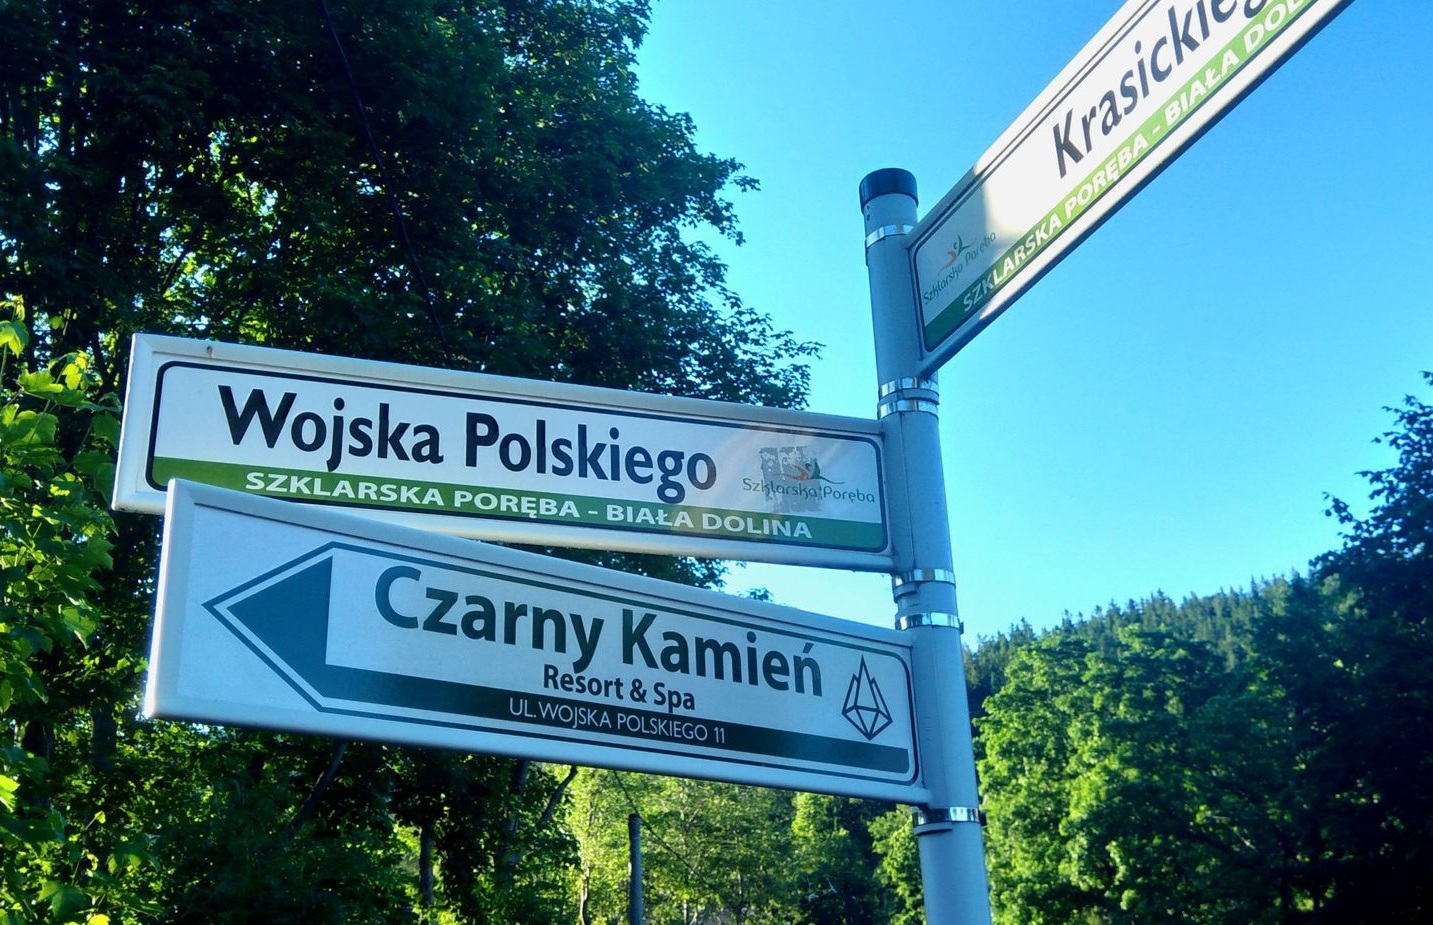 Krasickiego
SZKLARSKA PORĘBA - BIAŁA
Szklarska Poręba
Wojska Polskiego
Szklarska Poręba
SZKLARSKA PORĘBA - BIAŁA DOLINA
Czarny Kamień
Resort & Spa
UL. WOJSKA POLSKIEGO 11